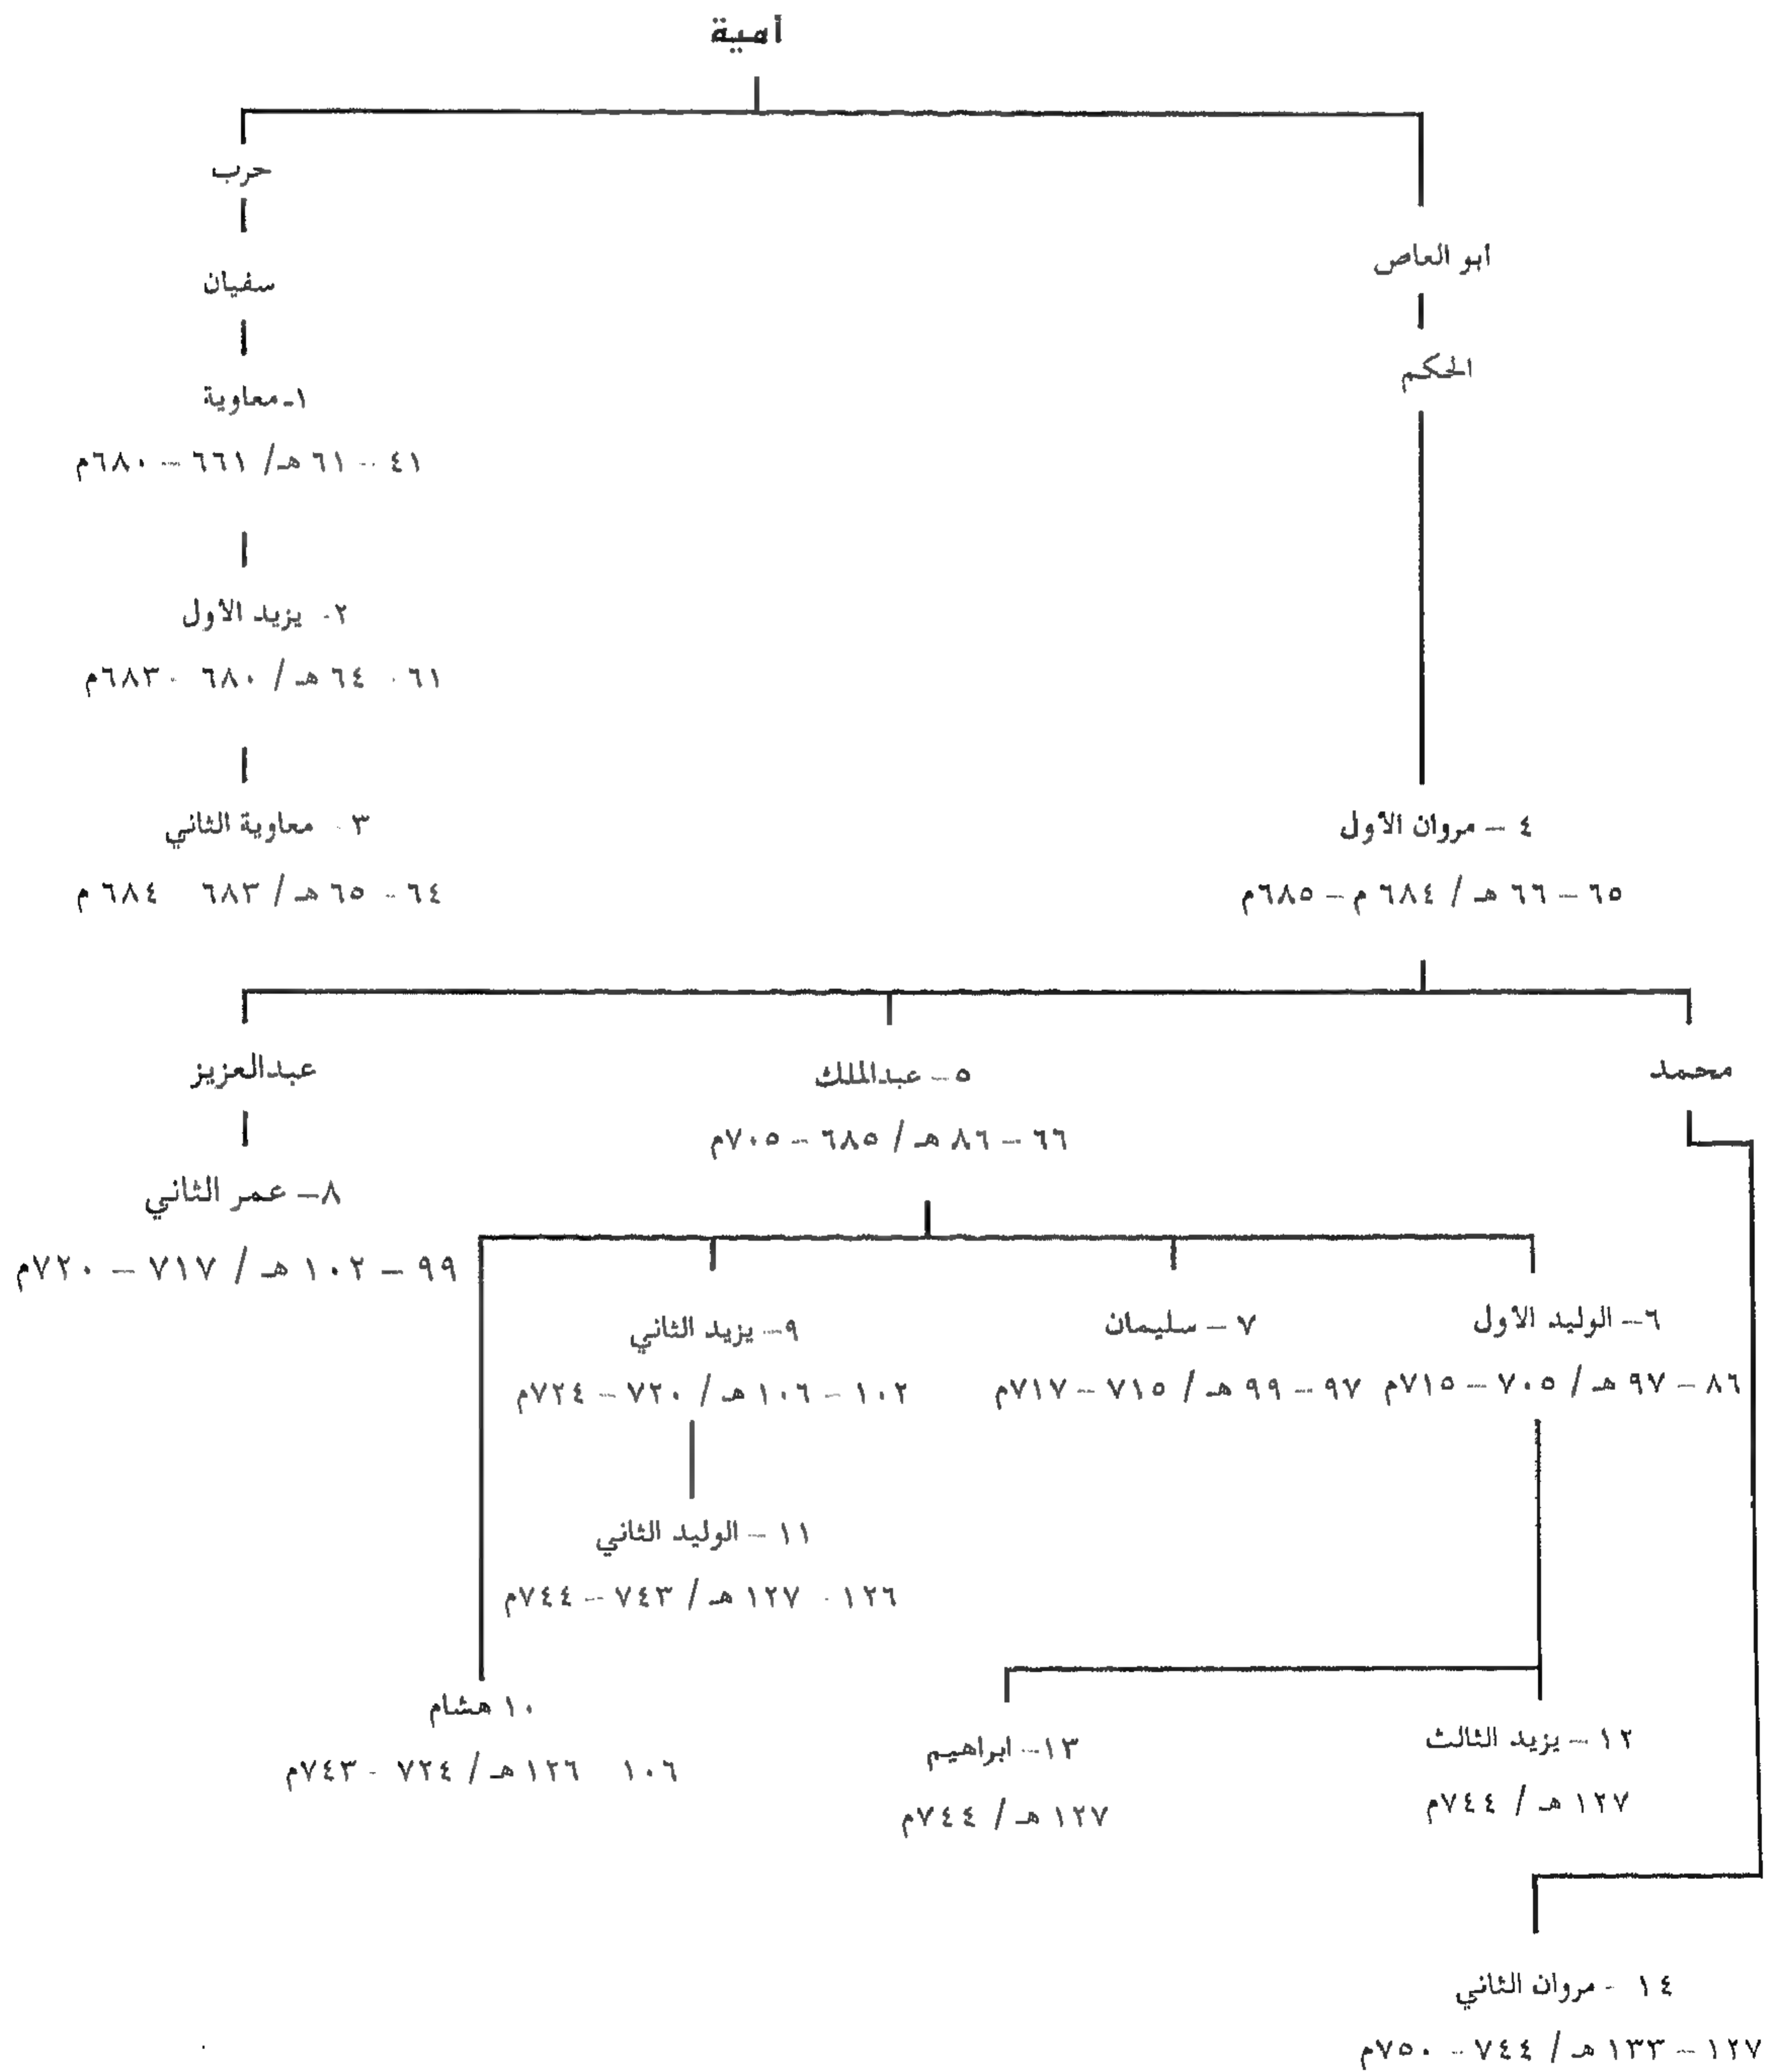 أمية
حرب
أبو العاص
سفيان
الحكم
١ـ معاوية
٤١ – ٦١ هـ / ٦٦١ – ٦٨٠م
٢- يزيد الأول
٦١ - ٦٤ هـ / ٦٨٠ - ٦٨٣م
٣ - معاوية الثاني
٦٤ - ٦٥ هـ / ٦٨٣ ٦٨٤ م
٤ – مروان الأول
٦٥ – ٦٦ هـ / ٦٨٤ م – ٦٨٥م
محمد
٥ – عبدالملك
٦٦ – ٨٦ هـ / ٦٨٥ – ٧٠٥م
عبدالعزيز
٨ – عمر الثاني
٩٩ – ١٠٢ هـ / ٧١٧ – ٧٢٠م
٦ – الوليد الأول
٨٦ – ٩٧ هـ / ٧٠٥ – ٧١٥م
٧ – سليمان
٩٧ – ٩٩ هـ / ٧١٥ – ٧١٧م
٩ – يزيد الثاني
١٠٢ – ١٠٦ هـ / ٧٢٠ – ٧٢٤م
١١ – الوليد الثاني
١٢٦ - ١٢٧ هـ / ٧٤٣ – ٧٤٤م
١٠ هشام
١٠٦ ١٢٦ هـ / ٧٢٤ - ٧٤٣م
١٢ – يزيد الثالث
١٢٧ هـ / ٧٤٤م
١٣ – ابراهيم
١٢٧ هـ / ٧٤٤م
١٤ - مروان الثاني
١٢٧ – ١٣٣ هـ / ٧٤٤ – ٧٥٠م